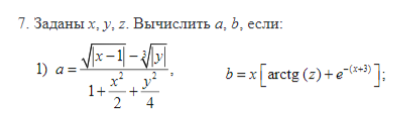 7. Заданы x, y, z. Вычислить a, b, если:
1) a = (√|x−1| − ∛|y|) / (1 + x²/2 + y²/4), b = x[arctg (z) + e^−(x+3)];